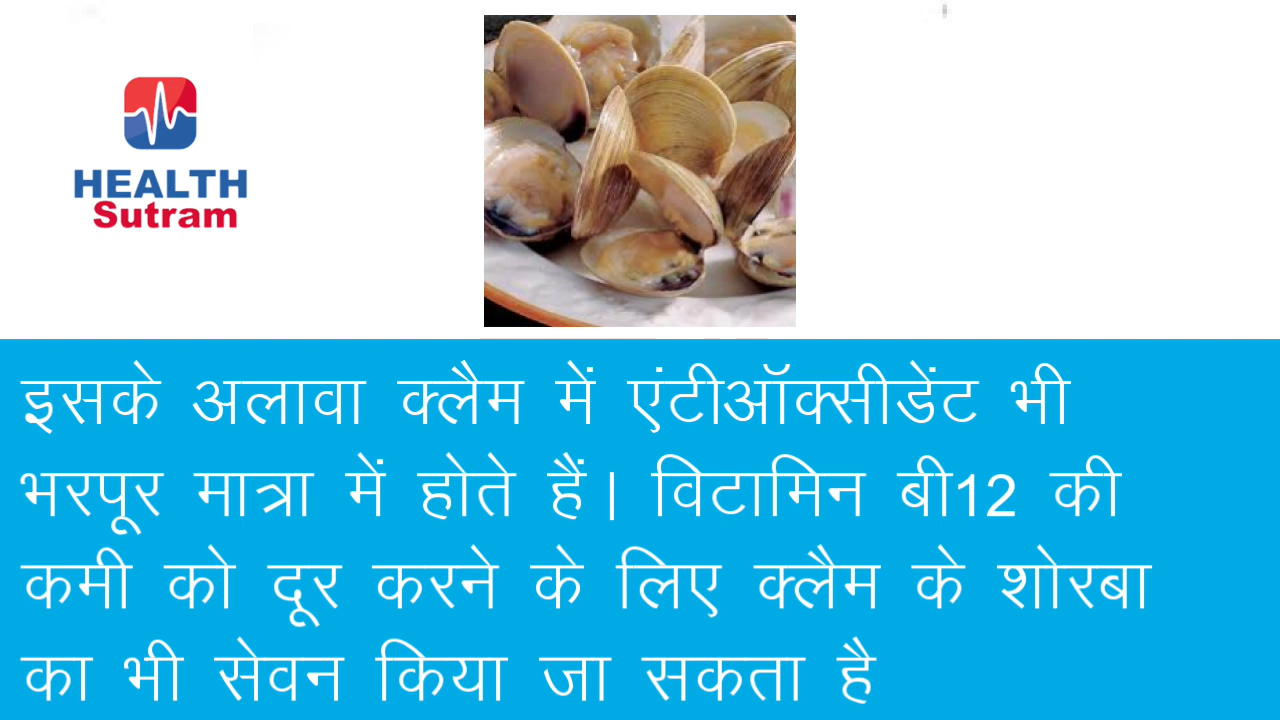 HEALTH
Sutram
इसके अलावा क्लैम में एंटीऑक्सीडेंट भी
भरपूर मात्रा में होते हैं। विटामिन बी12 की
कमी को दूर करने के लिए क्लैम के शोरबा
का भी सेवन किया जा सकता है